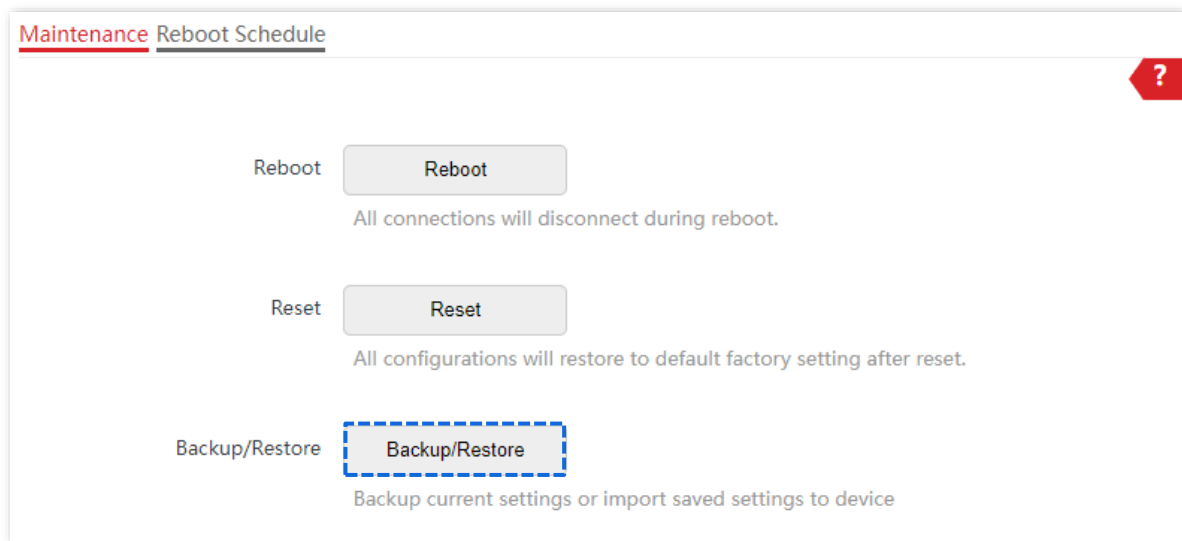 Maintenance Reboot Schedule
?
Reboot Reboot
All connections will disconnect during reboot.
Reset Reset
All configurations will restore to default factory setting after reset.
Backup/Restore Backup/Restore
Backup current settings or import saved settings to device